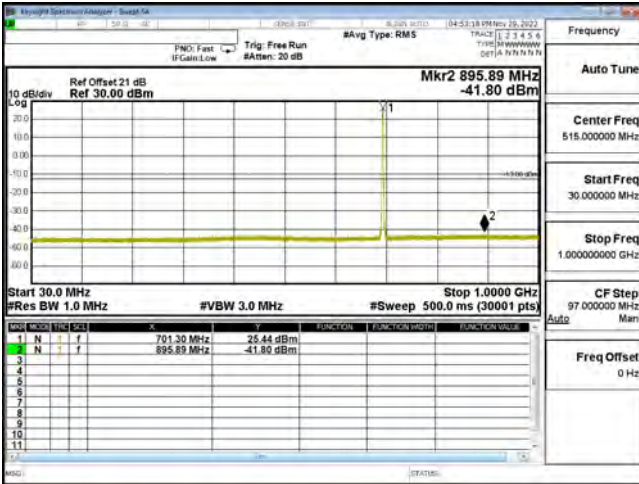 Keysight Spectrum Analyzer - Swept SA
04:53:18 PM Nov 29, 2022
Frequency
#Avg Type: RMS
TRACE 1 2 3 4 5 6
PNO: Fast
Trig: Free Run
TYPE M WWWWW
IFGain:Low
#Atten: 20 dB
DET A N N N N N
Auto Tune
Mkr2 895.89 MHz
Ref Offset 21 dB
-41.80 dBm
10 dB/div
Ref 30.00 dBm
Log
1
20.0
Center Freq
10.0
515.000000 MHz
0.00
-10.0
-13.00 dBm
Start Freq
-20.0
30.000000 MHz
-30.0
2
-40.0
Stop Freq
-50.0
1.000000000 GHz
-60.0
Start 30.0 MHz
Stop 1.0000 GHz
CF Step
#Res BW 1.0 MHz
#VBW 3.0 MHz
#Sweep 500.0 ms (30001 pts)
97.000000 MHz
Auto
Man
MKR MODE TRC SCL X Y FUNCTION FUNCTION WIDTH FUNCTION VALUE
1 N 1 f 701.30 MHz 25.44 dBm
2 N 1 f 895.89 MHz -41.80 dBm
3
Freq Offset
4
0 Hz
5
6
7
8
9
10
11
MSG
STATUS